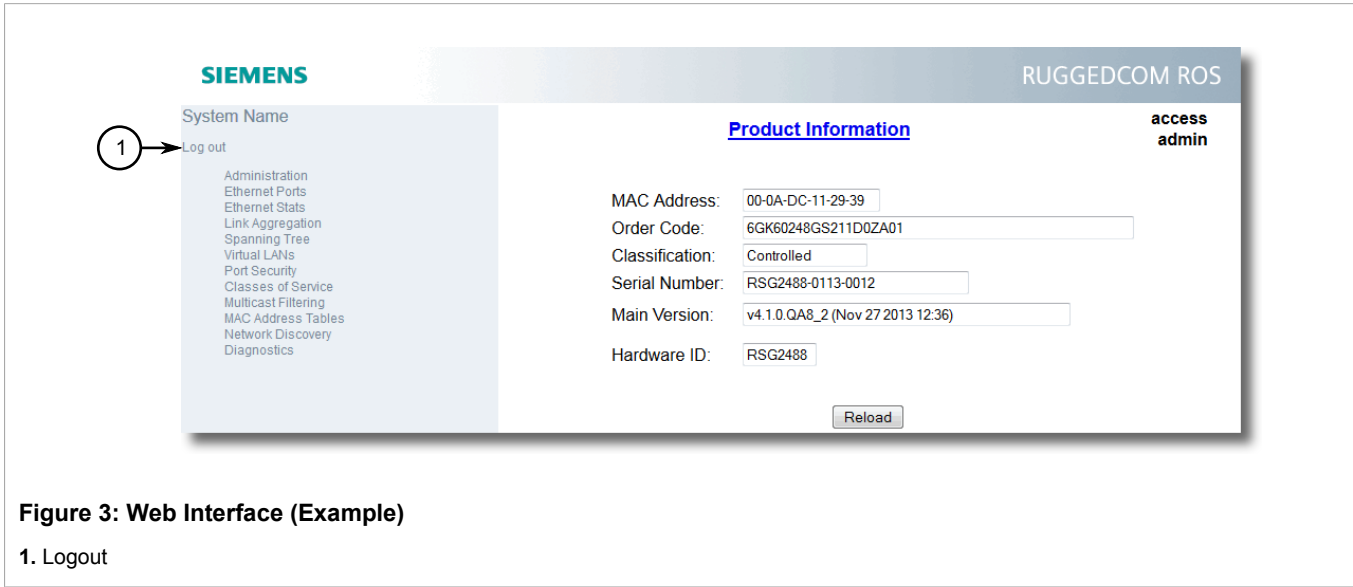 SIEMENS
RUGGEDCOM ROS
System Name
1
Log out
Administration
Ethernet Ports
Ethernet Stats
Link Aggregation
Spanning Tree
Virtual LANs
Port Security
Classes of Service
Multicast Filtering
MAC Address Tables
Network Discovery
Diagnostics
Product Information
access
admin
MAC Address: 00-0A-DC-11-29-39
Order Code: 6GK60248GS211D0ZA01
Classification: Controlled
Serial Number: RSG2488-0113-0012
Main Version: v4.1.0.QA8_2 (Nov 27 2013 12:36)
Hardware ID: RSG2488
Reload
Figure 3: Web Interface (Example)
1. Logout